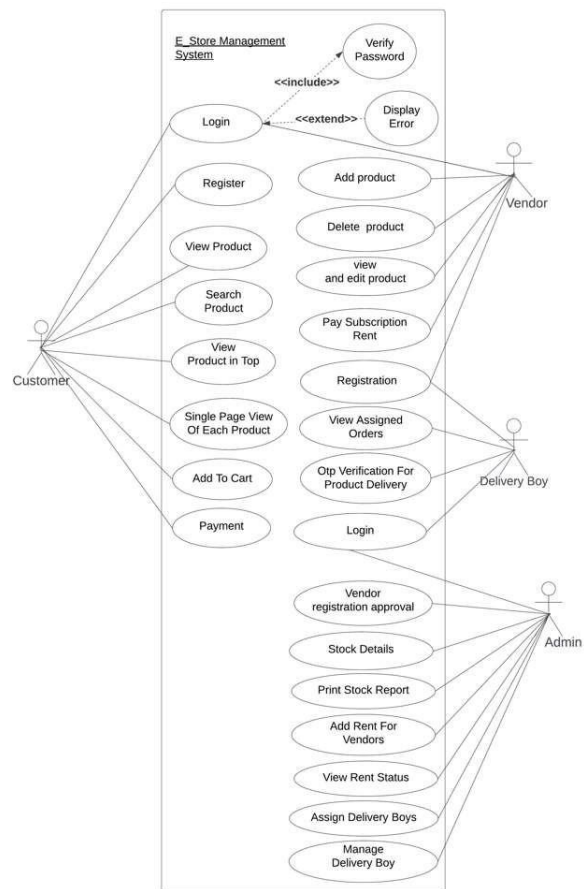 E_Store Management
System
Verify
Password
<<include>>
<<extend>>
Display
Error
Login
Register
View Product
Search
Product
View
Product in Top
Single Page View
Of Each Product
Add To Cart
Payment
Customer
Add product
Delete product
view
and edit product
Pay Subscription
Rent
Registration
View Assigned
Orders
Otp Verification For
Product Delivery
Login
Vendor
Delivery Boy
Vendor
registration approval
Stock Details
Print Stock Report
Add Rent For
Vendors
View Rent Status
Assign Delivery Boys
Manage
Delivery Boy
Admin